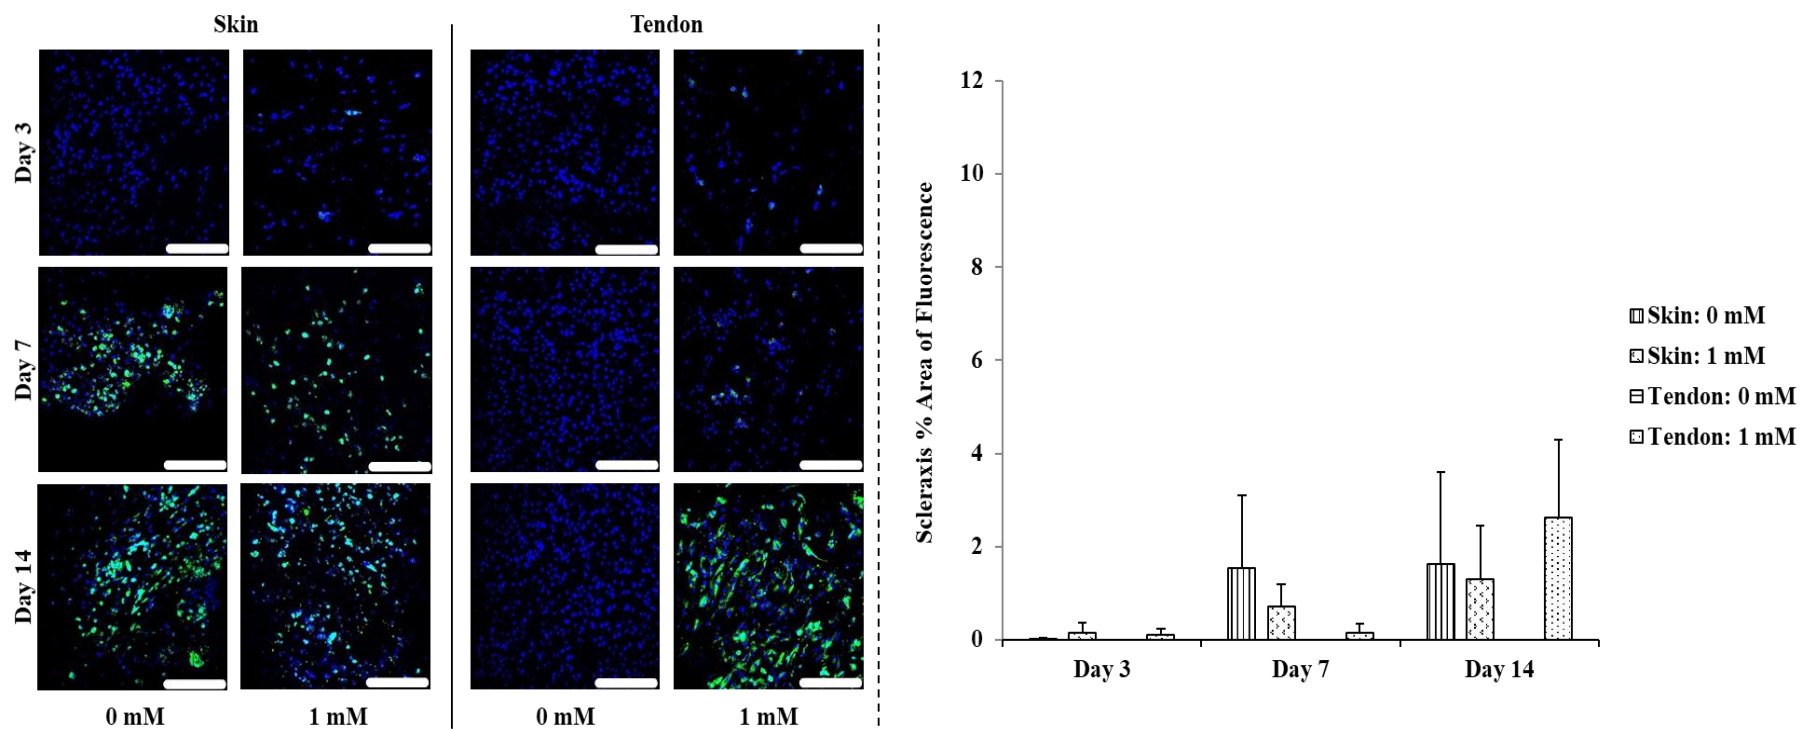 Skin
Tendon
Day 3
Day 7
Day 14
0 mM
1 mM
0 mM
1 mM
Scleraxis % Area of Fluorescence
12
10
8
6
4
2
0
Day 3
Day 7
Day 14
Skin: 0 mM
Skin: 1 mM
Tendon: 0 mM
Tendon: 1 mM